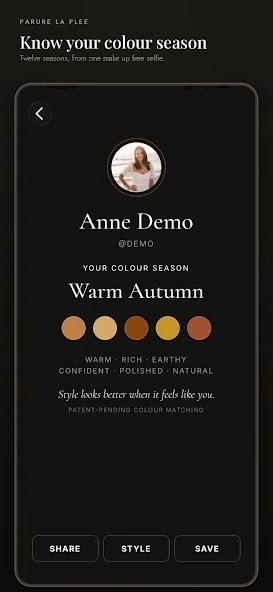 PARURE LA PLEE
Know your colour season
Twelve seasons, from one make up free selfie.
Anne Demo
@DEMO
YOUR COLOUR SEASON
Warm Autumn
WARM · RICH · EARTHY
CONFIDENT · POLISHED · NATURAL
Style looks better when it feels like you.
PATENT-PENDING COLOUR MATCHING
SHARE STYLE SAVE